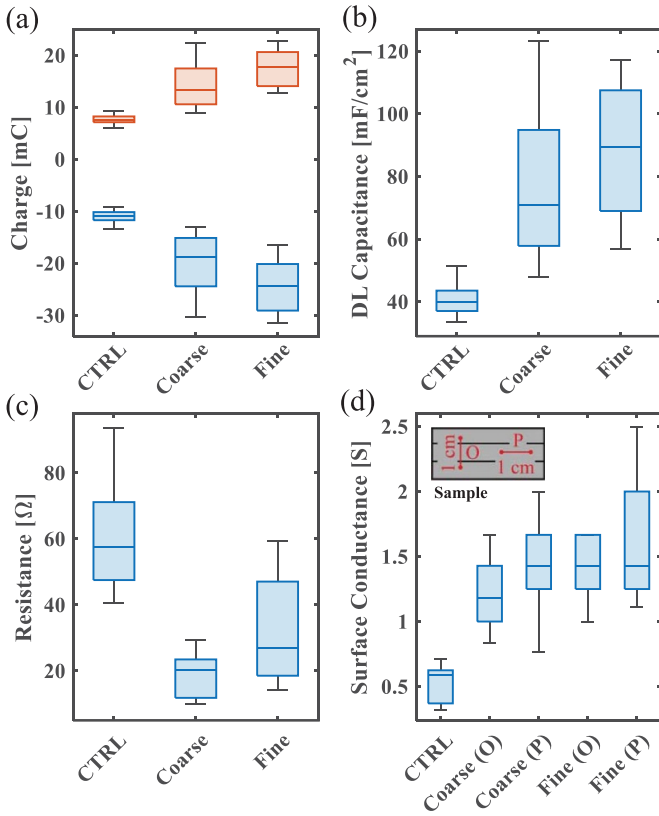 (a)
Charge [mC]
20
10
0
-10
-20
-30
CTRL
Coarse
Fine
(b)
DL Capacitance [mF/cm²]
120
100
80
60
40
CTRL
Coarse
Fine
(c)
Resistance [Ω]
80
60
40
20
CTRL
Coarse
Fine
(d)
Surface Conductance [S]
2.5
2
1.5
1
0.5
1 cm
O
P
1 cm
Sample
CTRL
Coarse (O)
Coarse (P)
Fine (O)
Fine (P)